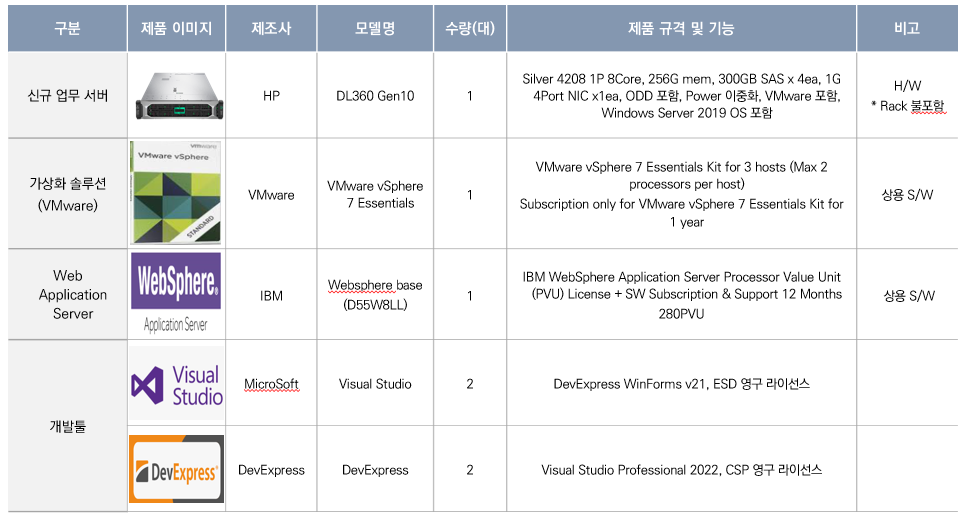 구분 제품 이미지 제조사 모델명 수량(대) 제품 규격 및 기능 비고
신규 업무 서버 HP DL360 Gen10 1
Silver 4208 1P 8Core, 256G mem, 300GB SAS x 4ea, 1G
4Port NIC x1ea, ODD 포함, Power 이중화, VMware 포함,
Windows Server 2019 OS 포함
H/W
* Rack 불포함
가상화 솔루션
(VMware)
vmware
VMware vSphere
STANDARD
VMware
VMware vSphere
7 Essentials
1
VMware vSphere 7 Essentials Kit for 3 hosts (Max 2
processors per host)
Subscription only for VMware vSphere 7 Essentials Kit for
1 year
상용 S/W
Web
Application
Server
WebSphere.
Application Server
IBM
Websphere base
(D55W8LL)
1
IBM WebSphere Application Server Processor Value Unit
(PVU) License + SW Subscription & Support 12 Months
280PVU
상용 S/W
개발툴
Visual
Studio
MicroSoft
Visual Studio
2
DevExpress WinForms v21, ESD 영구 라이선스
DevExpress
DevExpress
DevExpress
2
Visual Studio Professional 2022, CSP 영구 라이선스